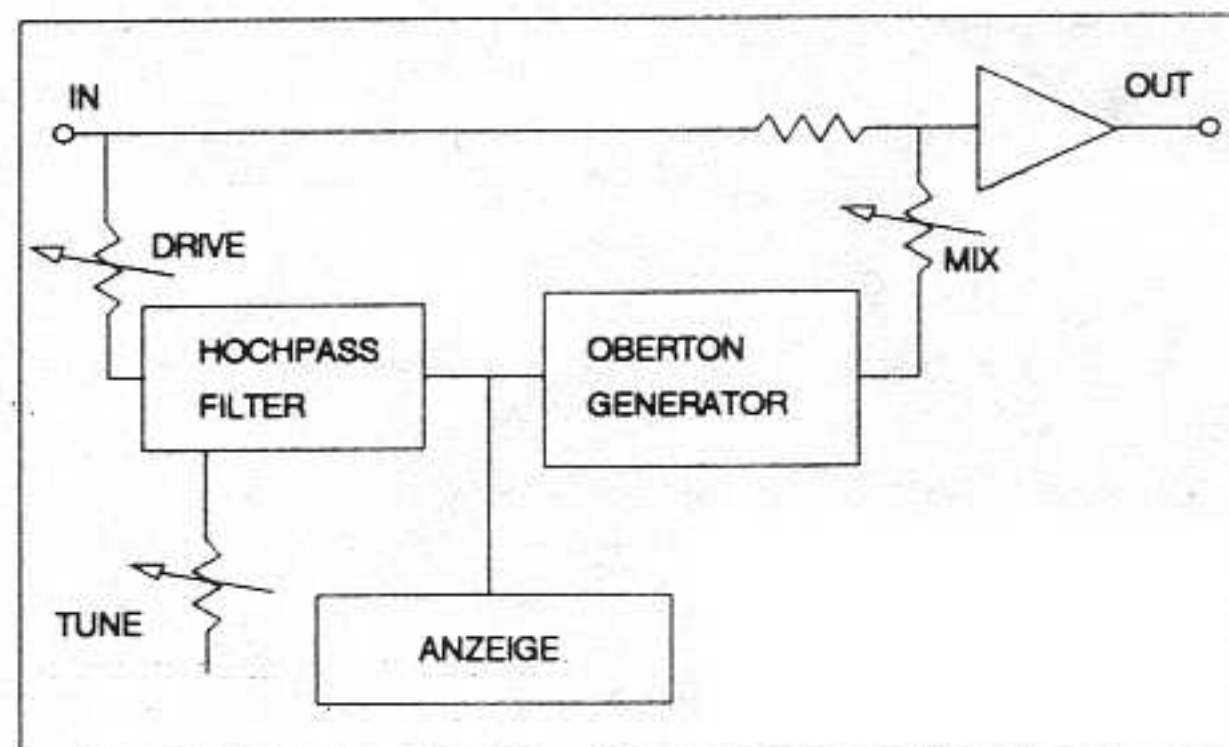 IN
OUT
DRIVE
MIX
HOCHPASS
FILTER
OBERTON
GENERATOR
TUNE
ANZEIGE